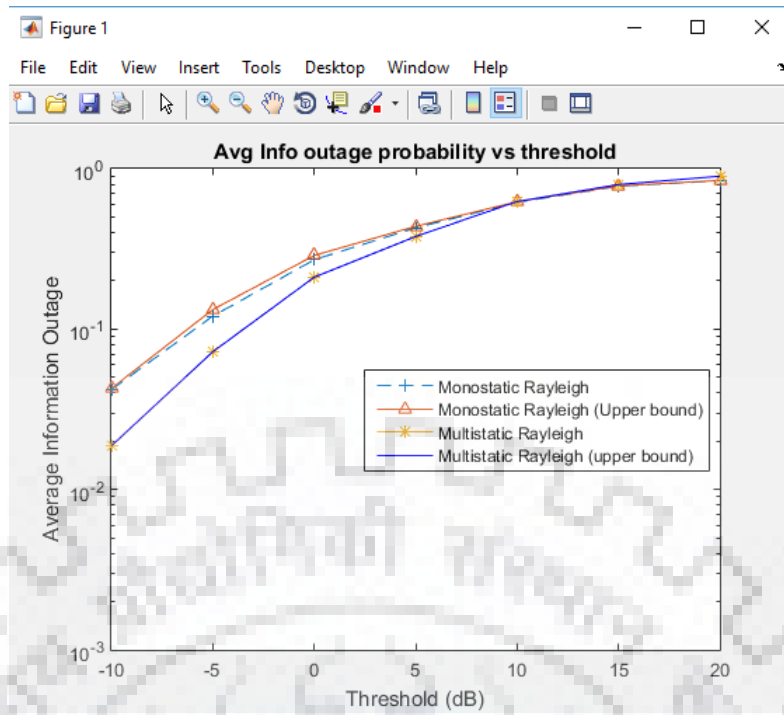 Figure 1
File Edit View Insert Tools Desktop Window Help
Avg Info outage probability vs threshold
10^0
10^-1
10^-2
10^-3
Average Information Outage
Monostatic Rayleigh
Monostatic Rayleigh (Upper bound)
Multistatic Rayleigh
Multistatic Rayleigh (upper bound)
-10 -5 0 5 10 15 20
Threshold (dB)